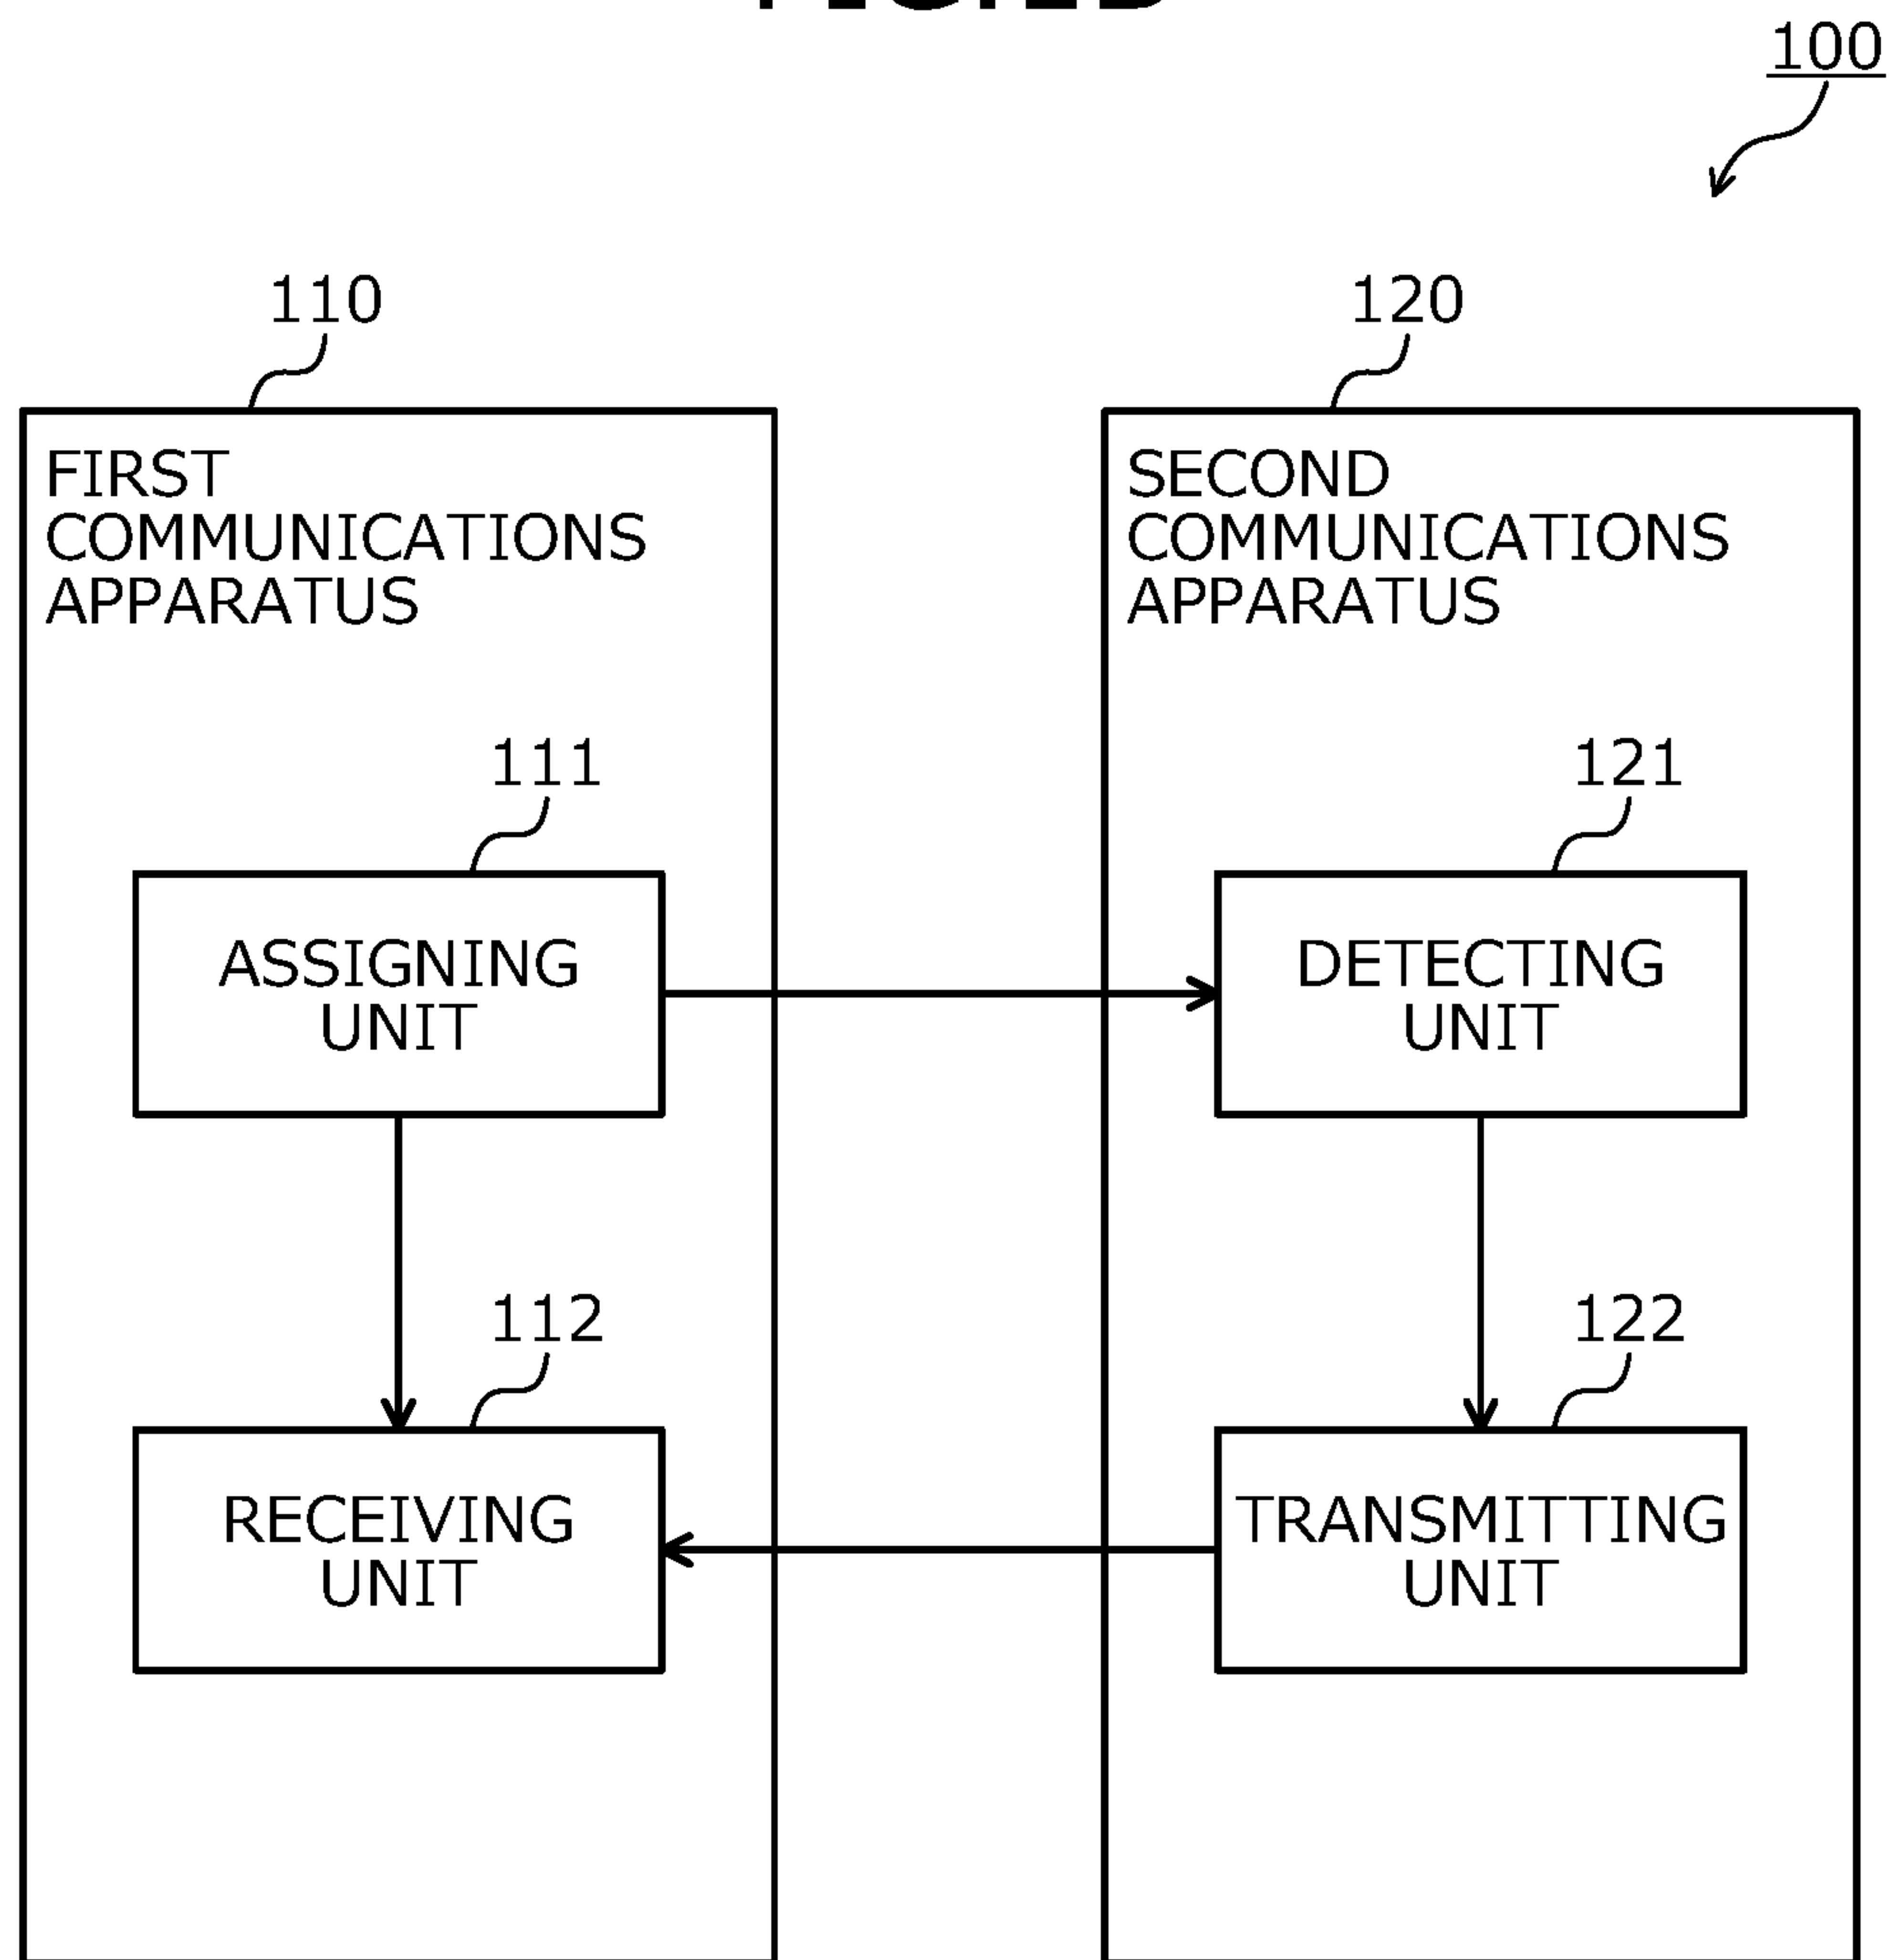 100
110
120
FIRST
COMMUNICATIONS
APPARATUS
SECOND
COMMUNICATIONS
APPARATUS
111
121
ASSIGNING
UNIT
DETECTING
UNIT
112
122
RECEIVING
UNIT
TRANSMITTING
UNIT